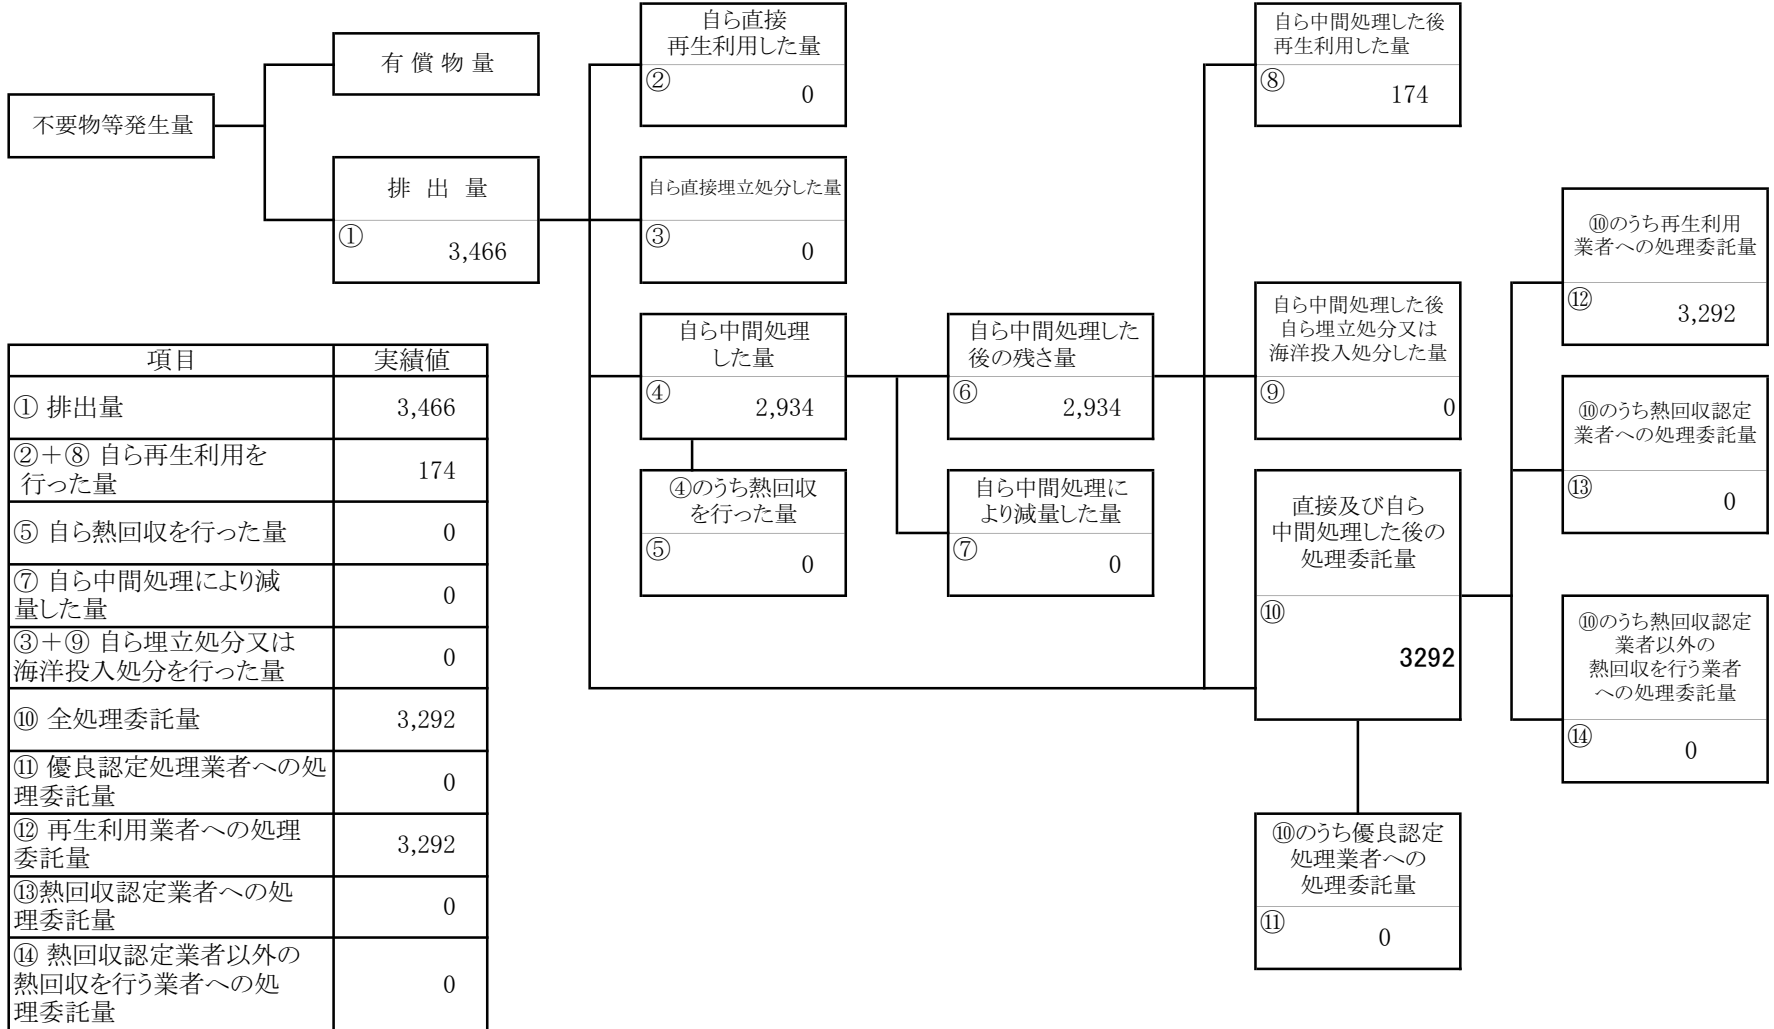 不要物等発生量
有 償 物 量
排 出 量
①
3,466
自ら直接
再生利用した量
②
0
自ら直接埋立処分した量
③
0
自ら中間処理
した量
④
2,934
④のうち熱回収
を行った量
⑤
0
自ら中間処理した
後の残さ量
⑥
2,934
自ら中間処理に
より減量した量
⑦
0
自ら中間処理した後
再生利用した量
⑧
174
自ら中間処理した後
自ら埋立処分又は
海洋投入処分した量
⑨
0
直接及び自ら
中間処理した後の
処理委託量
⑩
3292
⑩のうち優良認定
処理業者への
処理委託量
⑪
0
⑩のうち再生利用
業者への処理委託量
⑫
3,292
⑩のうち熱回収認定
業者への処理委託量
⑬
0
⑩のうち熱回収認定
業者以外の
熱回収を行う業者
への処理委託量
⑭
0
項目 実績値
① 排出量 3,466
②+⑧ 自ら再生利用を
行った量 174
⑤ 自ら熱回収を行った量 0
⑦ 自ら中間処理により減
量した量 0
③+⑨ 自ら埋立処分又は
海洋投入処分を行った量 0
⑩ 全処理委託量 3,292
⑪ 優良認定処理業者への処
理委託量 0
⑫ 再生利用業者への処理
委託量 3,292
⑬熱回収認定業者への処
理委託量 0
⑭ 熱回収認定業者以外の
熱回収を行う業者への処
理委託量 0